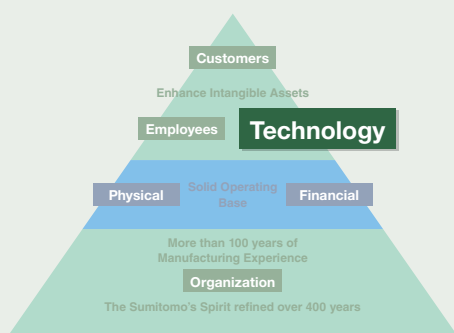 Customers
Enhance Intangible Assets
Employees
Technology
Physical
Solid Operating
Base
Financial
More than 100 years of
Manufacturing Experience
Organization
The Sumitomo's Spirit refined over 400 years